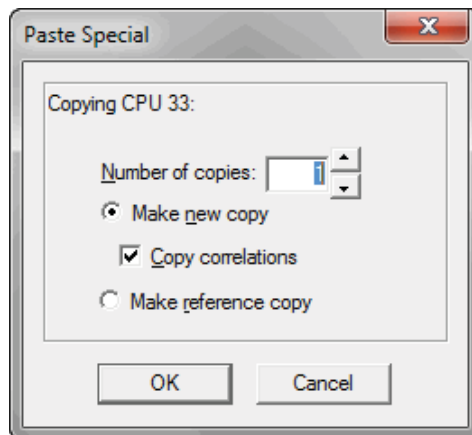 Paste Special
Copying CPU 33:
Number of copies: 1
Make new copy
Copy correlations
Make reference copy
OK Cancel